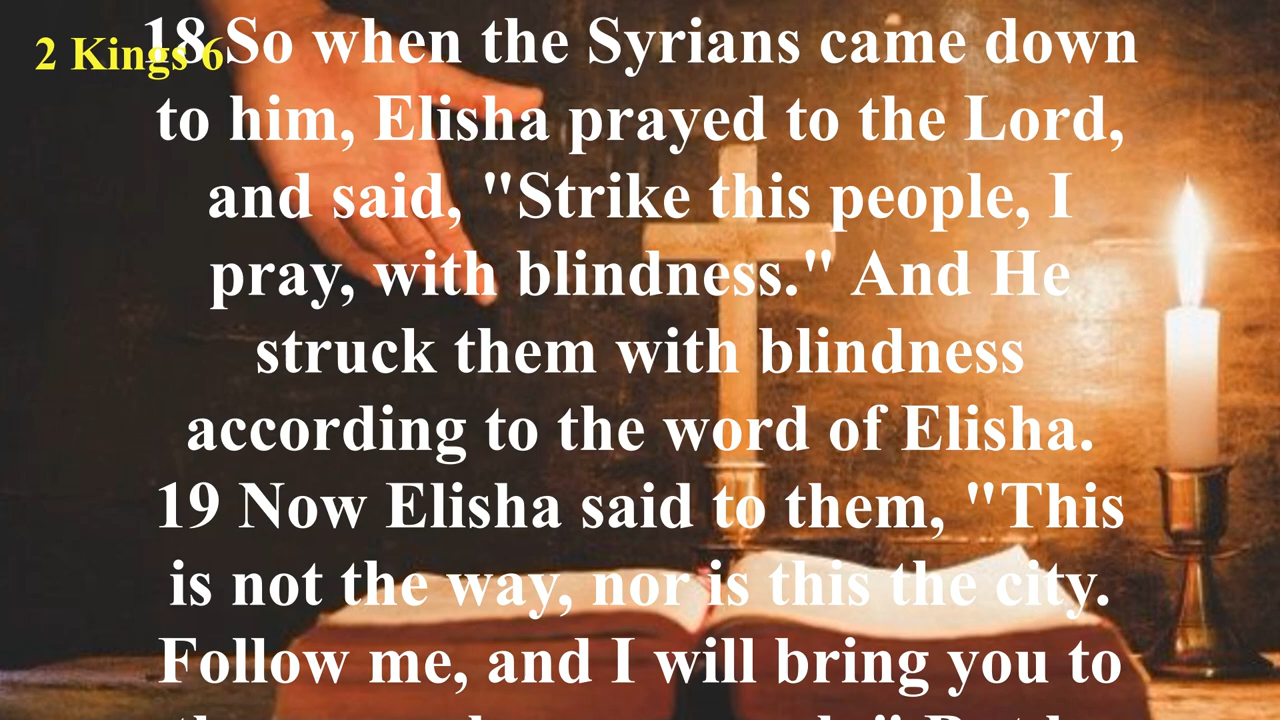 2 Kings 6
18 So when the Syrians came down
to him, Elisha prayed to the Lord,
and said, "Strike this people, I
pray, with blindness." And He
struck them with blindness
according to the word of Elisha.
19 Now Elisha said to them, "This
is not the way, nor is this the city.
Follow me, and I will bring you to